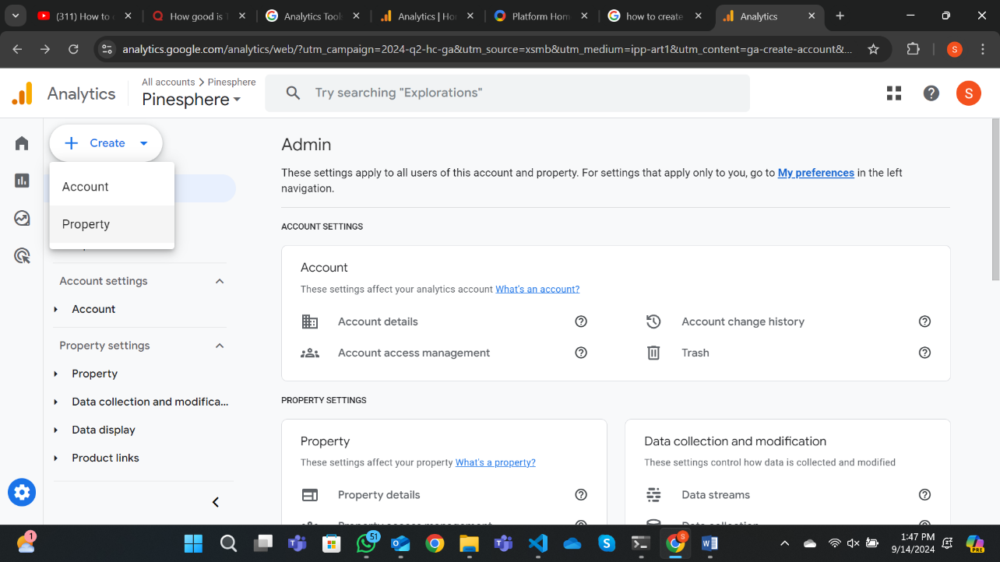 (311) How to
How good is
Analytics Tools
Analytics | Ho
Platform Hom
how to create
Analytics
analytics.google.com/analytics/web/?utm_campaign=2024-q2-hc-ga&utm_source=xsmb&utm_medium=ipp-art1&utm_content=ga-create-account&...
S
Analytics
All accounts > Pinesphere
Pinesphere
Try searching "Explorations"
S
Create
Account
Property
Account settings
Account
Property settings
Property
Data collection and modifica...
Data display
Product links
Admin
These settings apply to all users of this account and property. For settings that apply only to you, go to My preferences in the left
navigation.
ACCOUNT SETTINGS
Account
These settings affect your analytics account What's an account?
Account details
Account change history
Account access management
Trash
PROPERTY SETTINGS
Property
These settings affect your property What's a property?
Property details
Property access management
Data collection and modification
These settings control how data is collected and modified
Data streams
Data collection
1
51
S
PRE
1:47 PM
9/14/2024